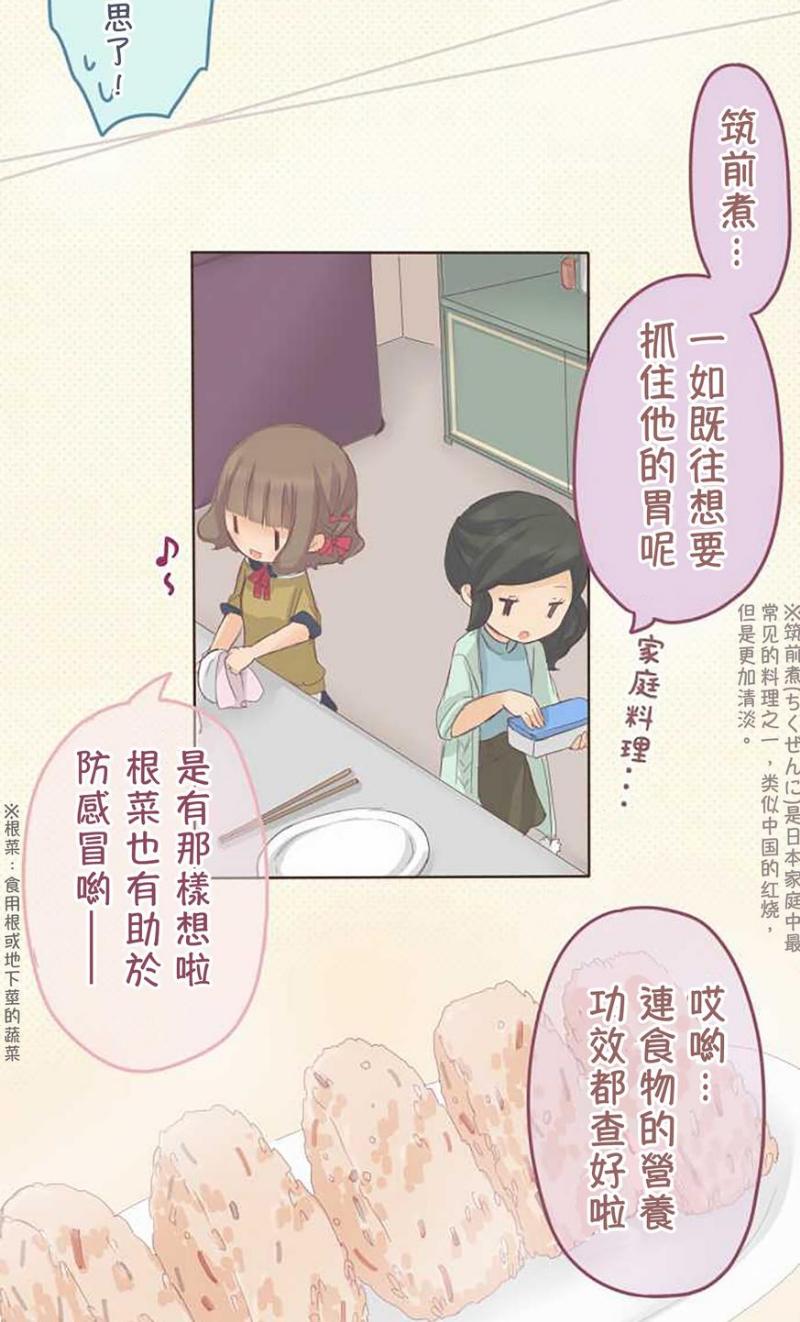 思了！
筑前煮…
一如既往想要
抓住他的胃呢
家庭料理…
※筑前煮(ちくぜんに)是日本家庭中最
常见的料理之一，类似中国的红烧，
但是更加清淡。
是有那樣想啦
根菜也有助於
防感冒喲——
※根菜：食用根或地下莖的蔬菜
哎喲…
連食物的營養
功效都查好啦